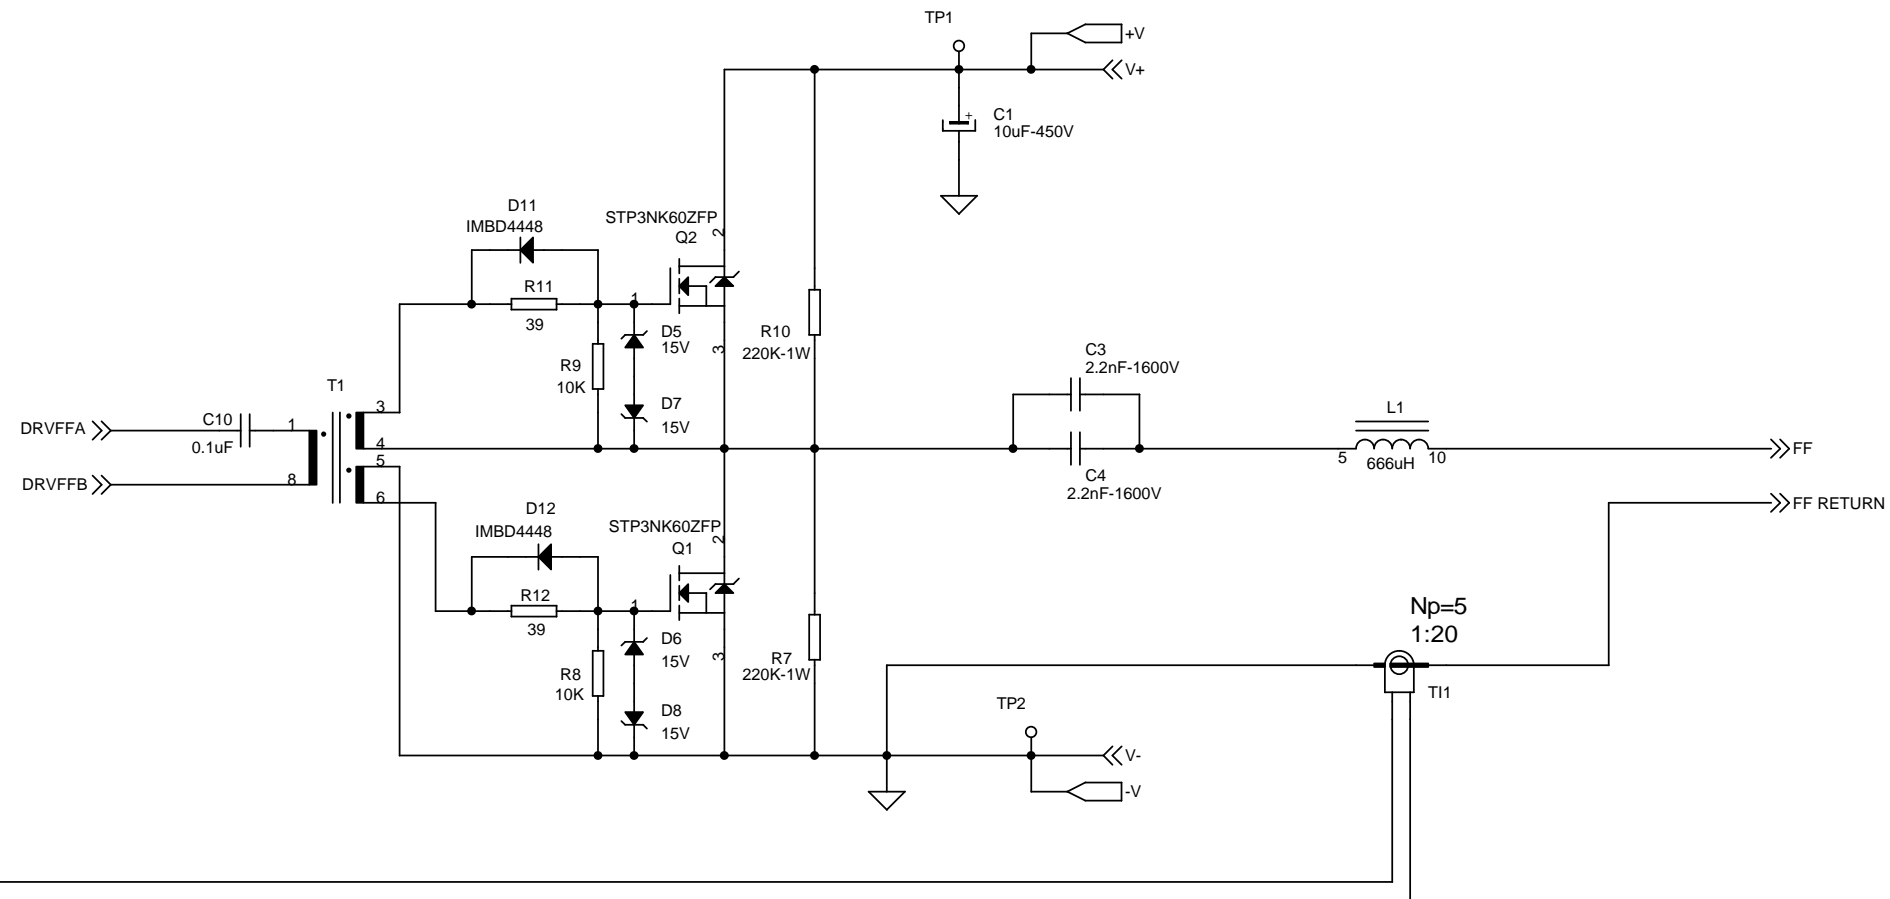 TP1
+V
V+
C1
10uF-450V
+
D11
IMBD4448
STP3NK60ZFP
Q2
2
R11
39
1
D5
15V
3
R10
220K-1W
R9
10K
D7
15V
C3
2.2nF-1600V
T1
DRVFFA
C10
0.1uF
1
3
4
L1
5
666uH
10
FF
C4
2.2nF-1600V
DRVFFB
8
5
6
FF RETURN
D12
IMBD4448
STP3NK60ZFP
Q1
2
R12
39
1
Np=5
1:20
D6
15V
3
R7
220K-1W
R8
10K
TI1
D8
15V
TP2
V-
-V